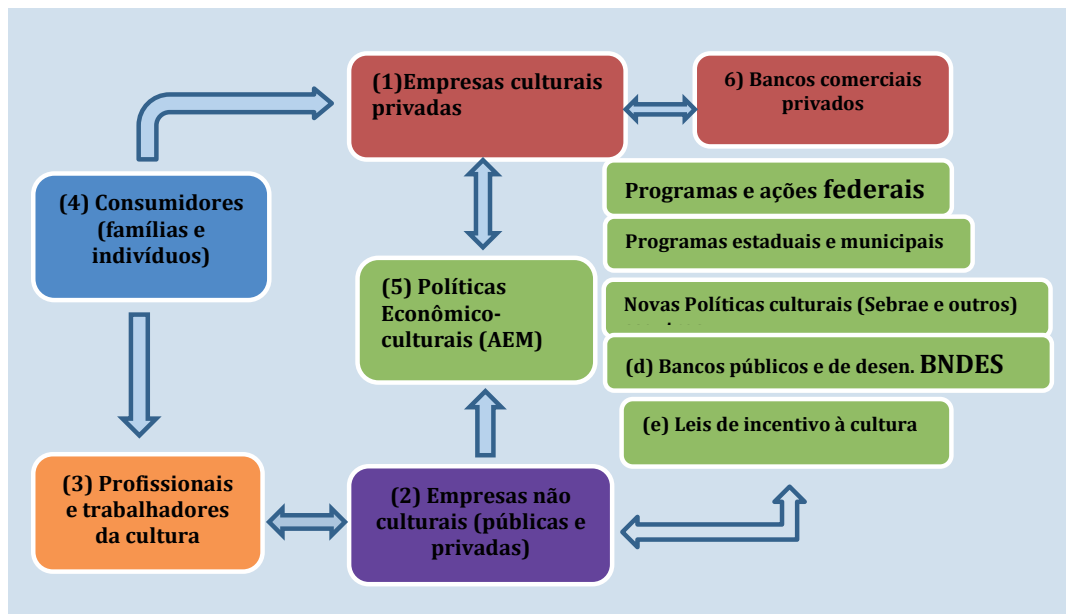 (1)Empresas culturais
privadas
6) Bancos comerciais
privados
(4) Consumidores
(famílias e
indivíduos)
Programas e ações federais
Programas estaduais e municipais
(5) Políticas
Econômico-
culturais (AEM)
Novas Políticas culturais (Sebrae e outros)
(d) Bancos públicos e de desen. BNDES
(e) Leis de incentivo à cultura
(3) Profissionais
e trabalhadores
da cultura
(2) Empresas não
culturais (públicas e
privadas)